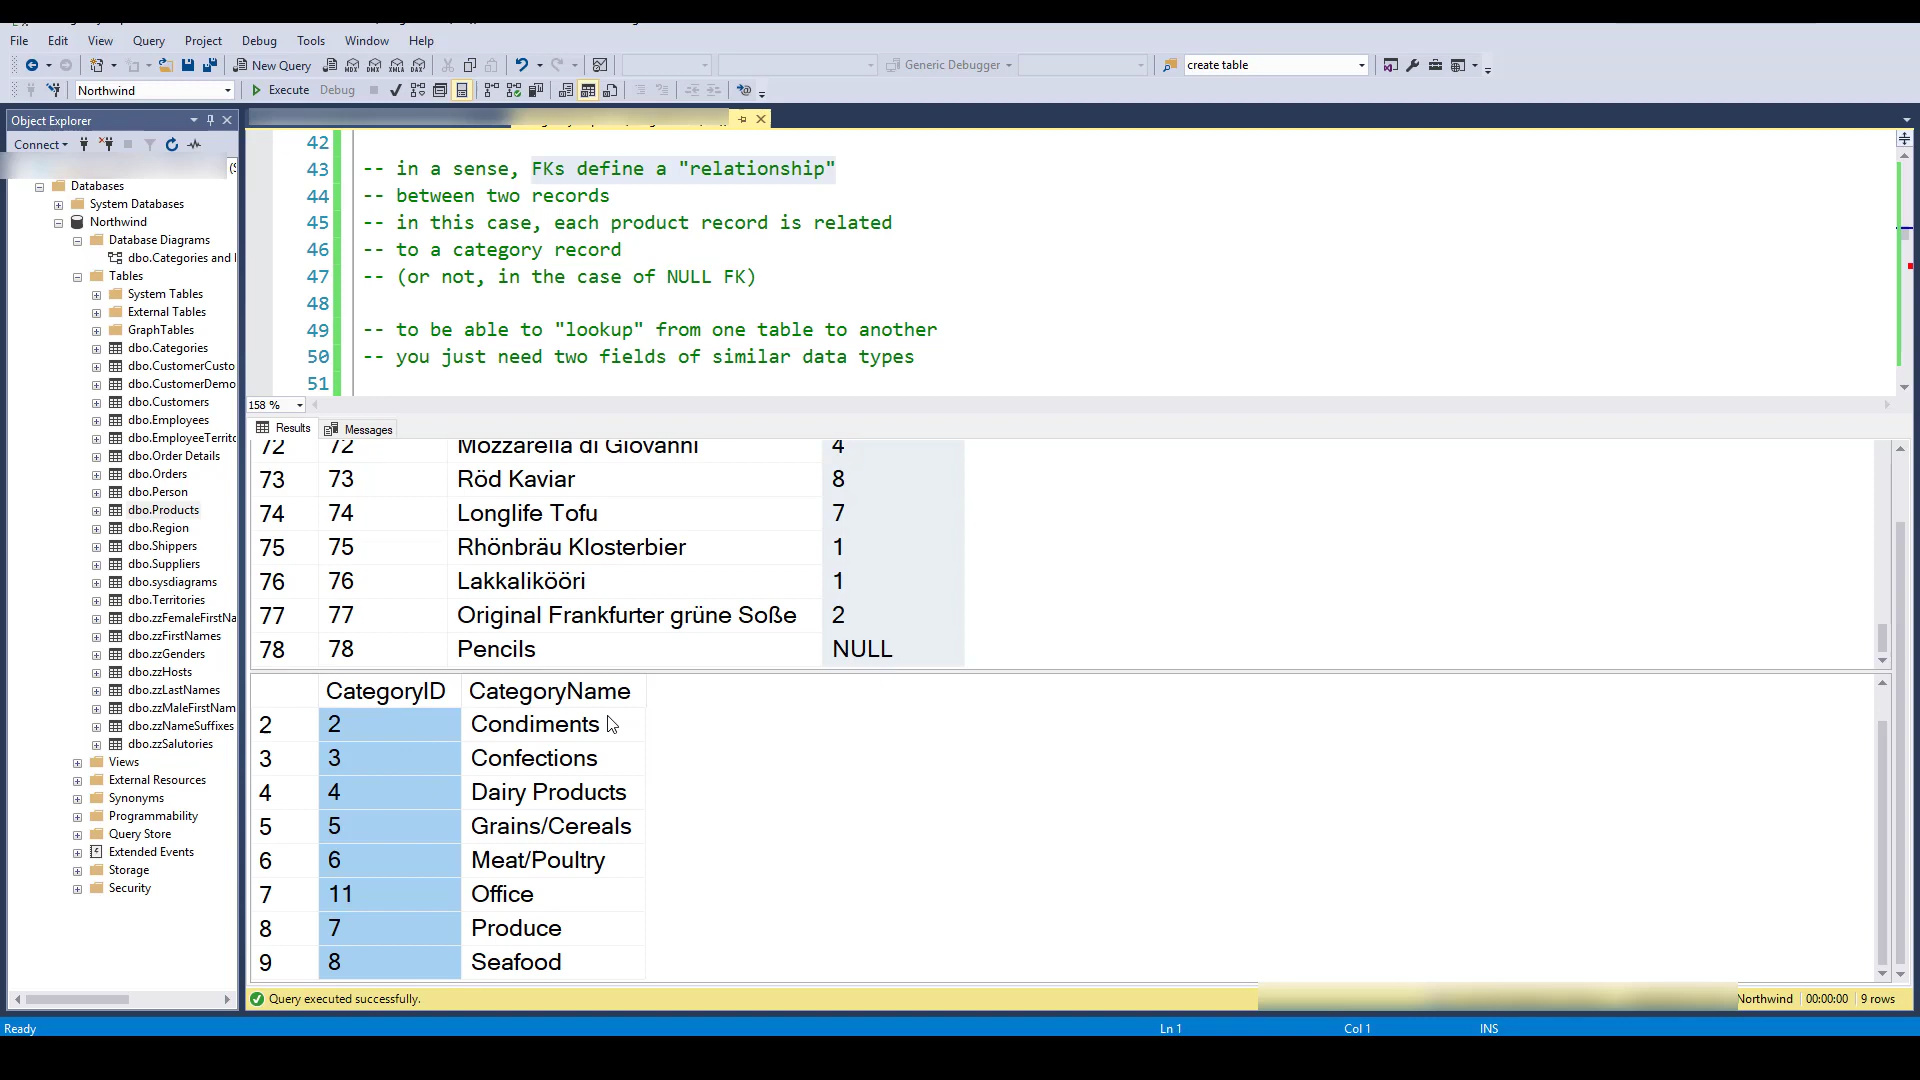 File Edit View Query Project Debug Tools Window Help
New Query MDX DMX XMLA DAX Generic Debugger create table
Northwind Execute Debug
Object Explorer
Connect
Databases
System Databases
Northwind
Database Diagrams
dbo.Categories and
Tables
System Tables
External Tables
GraphTables
dbo.Categories
dbo.CustomerCusto
dbo.CustomerDemo
dbo.Customers
dbo.Employees
dbo.EmployeeTerrito
dbo.Order Details
dbo.Orders
dbo.Person
dbo.Products
dbo.Region
dbo.Shippers
dbo.Suppliers
dbo.sysdiagrams
dbo.Territories
dbo.zzFemaleFirstNa
dbo.zzFirstNames
dbo.zzGenders
dbo.zzHosts
dbo.zzLastNames
dbo.zzMaleFirstNam
dbo.zzNameSuffixes
dbo.zzSalutories
Views
External Resources
Synonyms
Programmability
Query Store
Extended Events
Storage
Security
42
43 -- in a sense, FKs define a "relationship"
44 -- between two records
45 -- in this case, each product record is related
46 -- to a category record
47 -- (or not, in the case of NULL FK)
48
49 -- to be able to "lookup" from one table to another
50 -- you just need two fields of similar data types
51
158 %
Results Messages
72 72 Mozzarella di Giovanni 4
73 73 Röd Kaviar 8
74 74 Longlife Tofu 7
75 75 Rhönbräu Klosterbier 1
76 76 Lakkalikööri 1
77 77 Original Frankfurter grüne Soße 2
78 78 Pencils NULL
CategoryID CategoryName
2 2 Condiments
3 3 Confections
4 4 Dairy Products
5 5 Grains/Cereals
6 6 Meat/Poultry
7 11 Office
8 7 Produce
9 8 Seafood
Query executed successfully. Northwind 00:00:00 9 rows
Ready Ln 1 Col 1 INS